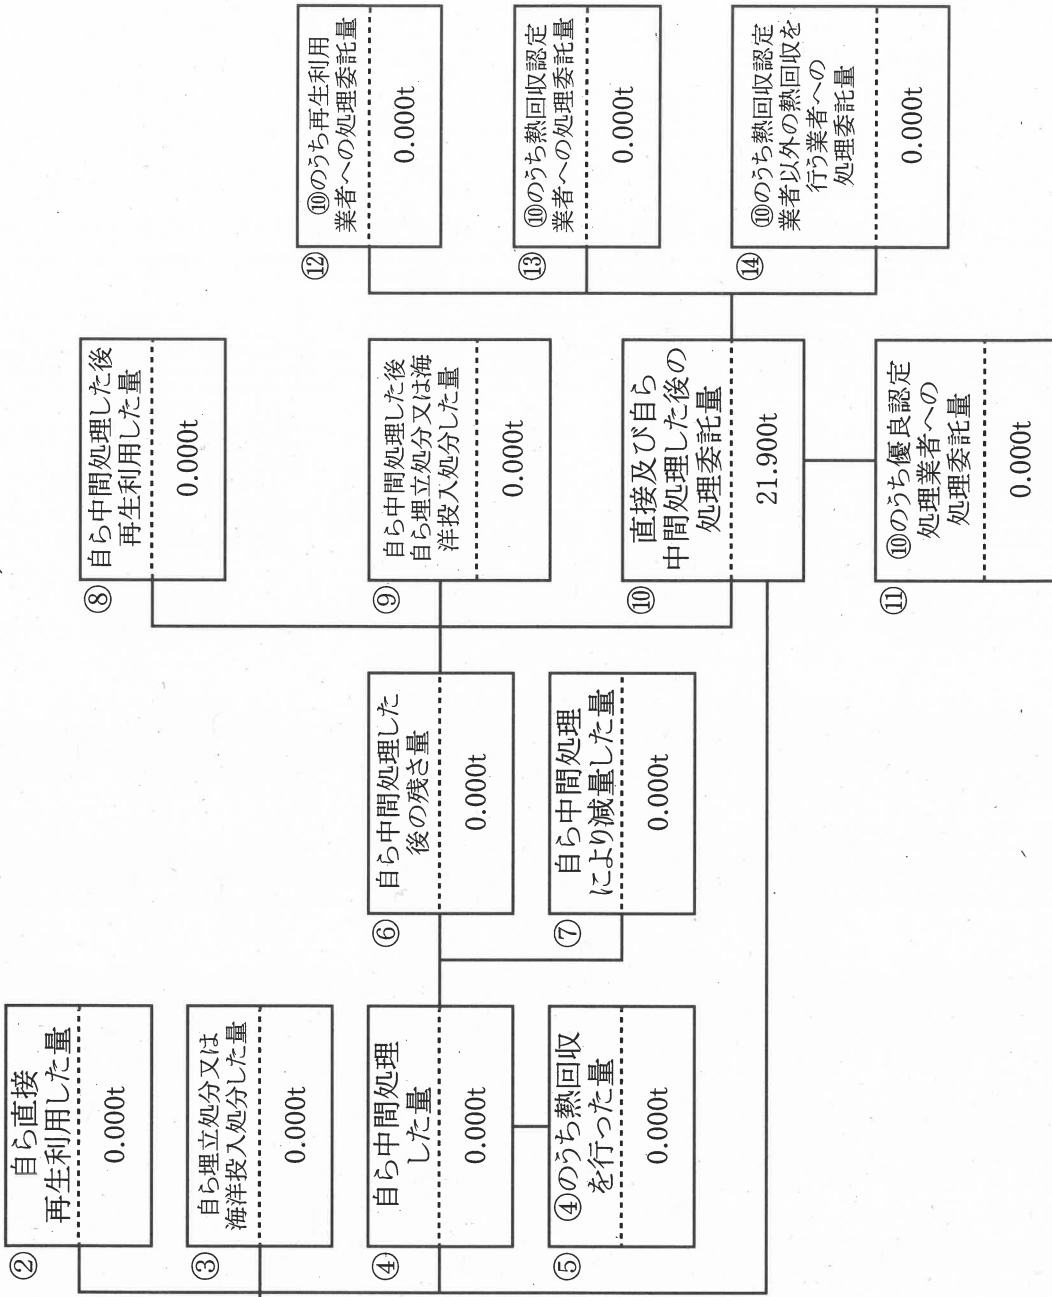 ②
自ら直接
再生利用した量
0.000t
③
自ら埋立処分又は
海洋投入処分した量
0.000t
④
自ら中間処理
した量
0.000t
⑤
④のうち熱回収
を行った量
0.000t
⑥
自ら中間処理した
後の残さ量
0.000t
⑦
自ら中間処理
により減量した量
0.000t
⑧
自ら中間処理した後
再生利用した量
0.000t
⑨
自ら中間処理した後
自ら埋立処分又は海
洋投入処分した量
0.000t
⑩
直接及び自ら
中間処理した後の
処理委託量
21.900t
⑪
⑩のうち優良認定
処理業者への
処理委託量
0.000t
⑫
⑩のうち再生利用
業者への処理委託量
0.000t
⑬
⑩のうち熱回収認定
業者への処理委託量
0.000t
⑭
⑩のうち熱回収認定
業者以外の熱回収を
行う業者への
処理委託量
0.000t